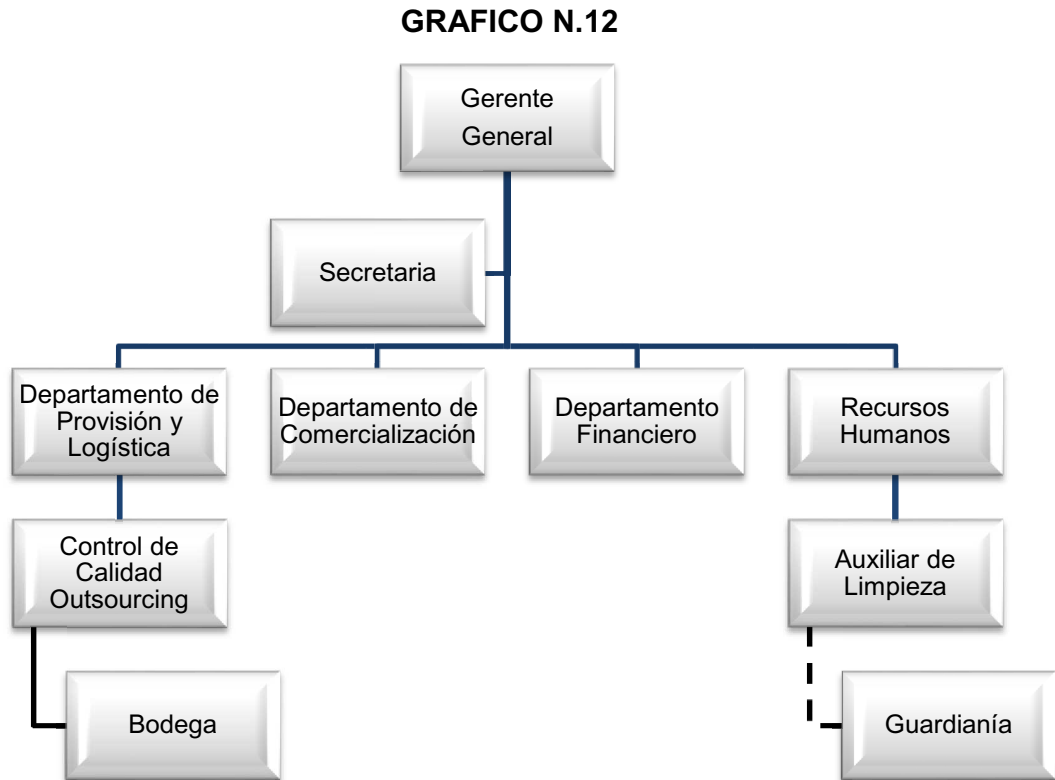 GRAFICO N.12
Gerente
General
Secretaria
Departamento de
Provisión y
Logística
Departamento de
Comercialización
Departamento
Financiero
Recursos
Humanos
Control de
Calidad
Outsourcing
Auxiliar de
Limpieza
Bodega
Guardianía